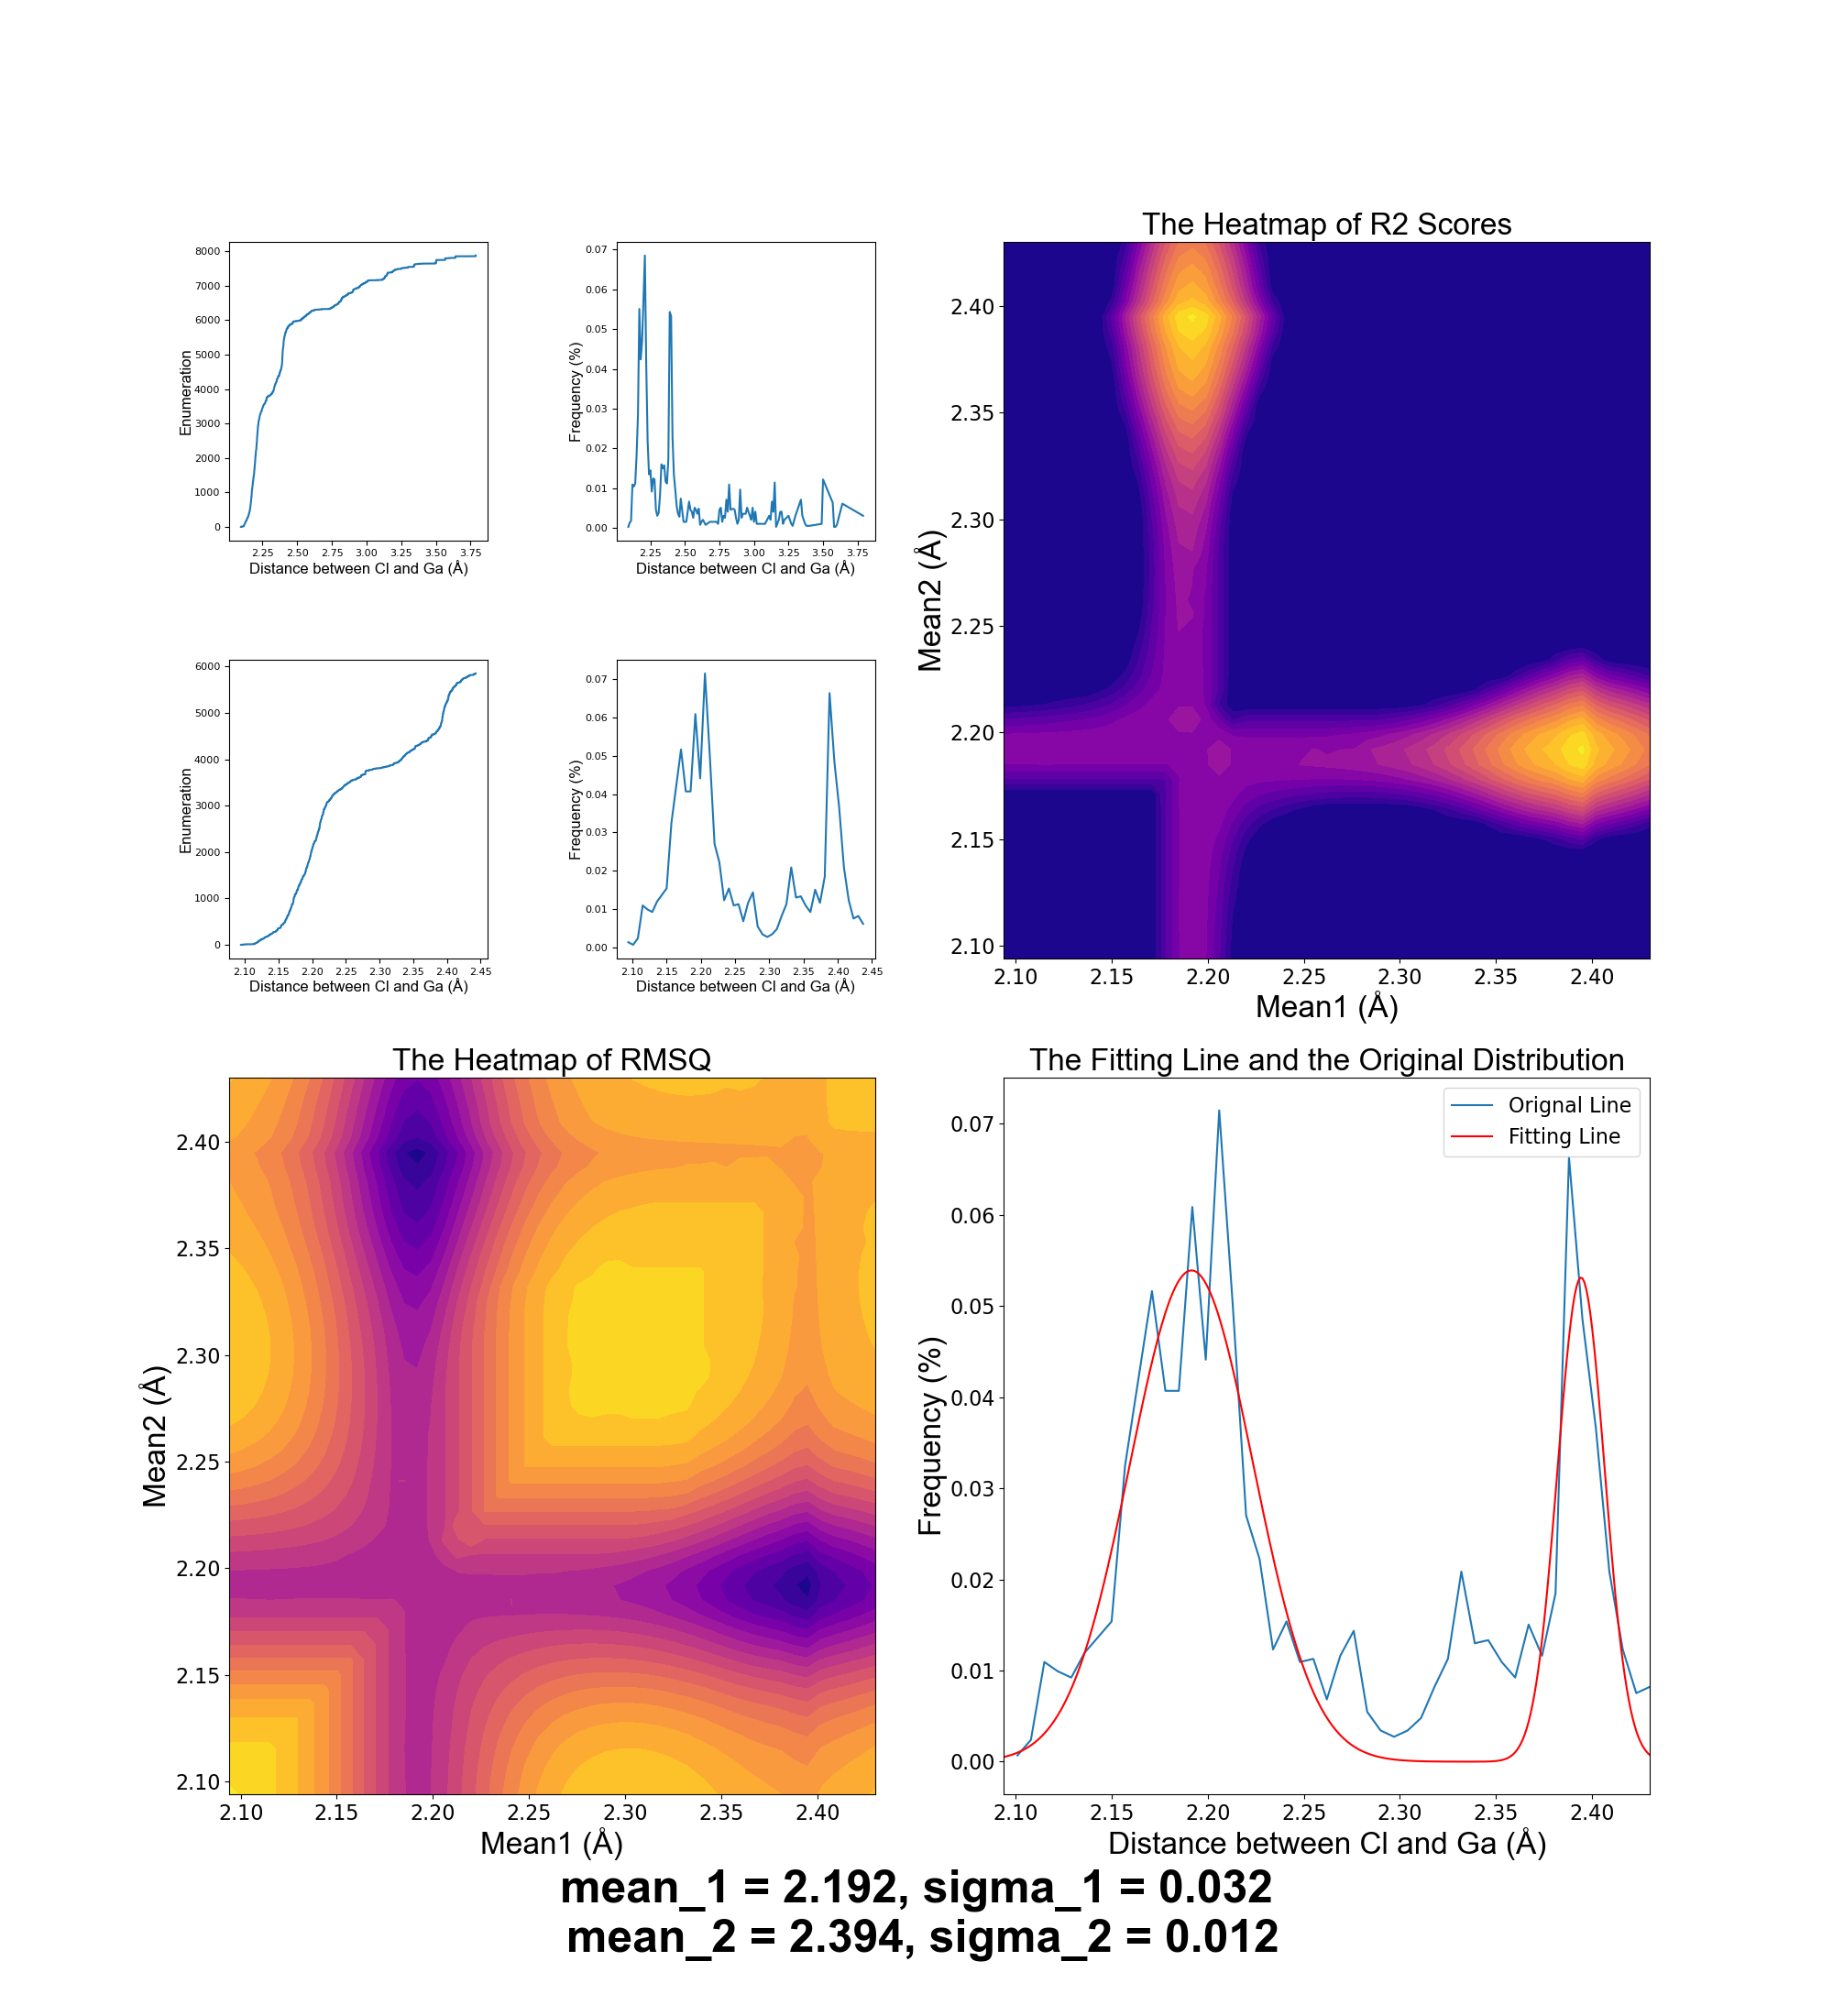 The Heatmap of R2 Scores
8000
7000
6000
5000
4000
3000
2000
1000
0
Enumeration
2.25 2.50 2.75 3.00 3.25 3.50 3.75
Distance between Cl and Ga (Å)
0.07
0.06
0.05
0.04
0.03
0.02
0.01
0.00
Frequency (%)
2.25 2.50 2.75 3.00 3.25 3.50 3.75
Distance between Cl and Ga (Å)
2.40
2.35
2.30
2.25
2.20
2.15
2.10
Mean2 (Å)
2.10 2.15 2.20 2.25 2.30 2.35 2.40
Mean1 (Å)
6000
5000
4000
3000
2000
1000
0
Enumeration
2.10 2.15 2.20 2.25 2.30 2.35 2.40 2.45
Distance between Cl and Ga (Å)
0.07
0.06
0.05
0.04
0.03
0.02
0.01
0.00
Frequency (%)
2.10 2.15 2.20 2.25 2.30 2.35 2.40 2.45
Distance between Cl and Ga (Å)
The Heatmap of RMSQ
2.40
2.35
2.30
2.25
2.20
2.15
2.10
Mean2 (Å)
2.10 2.15 2.20 2.25 2.30 2.35 2.40
Mean1 (Å)
The Fitting Line and the Original Distribution
Orignal Line
Fitting Line
0.07
0.06
0.05
0.04
0.03
0.02
0.01
0.00
Frequency (%)
2.10 2.15 2.20 2.25 2.30 2.35 2.40
Distance between Cl and Ga (Å)
mean_1 = 2.192, sigma_1 = 0.032
mean_2 = 2.394, sigma_2 = 0.012